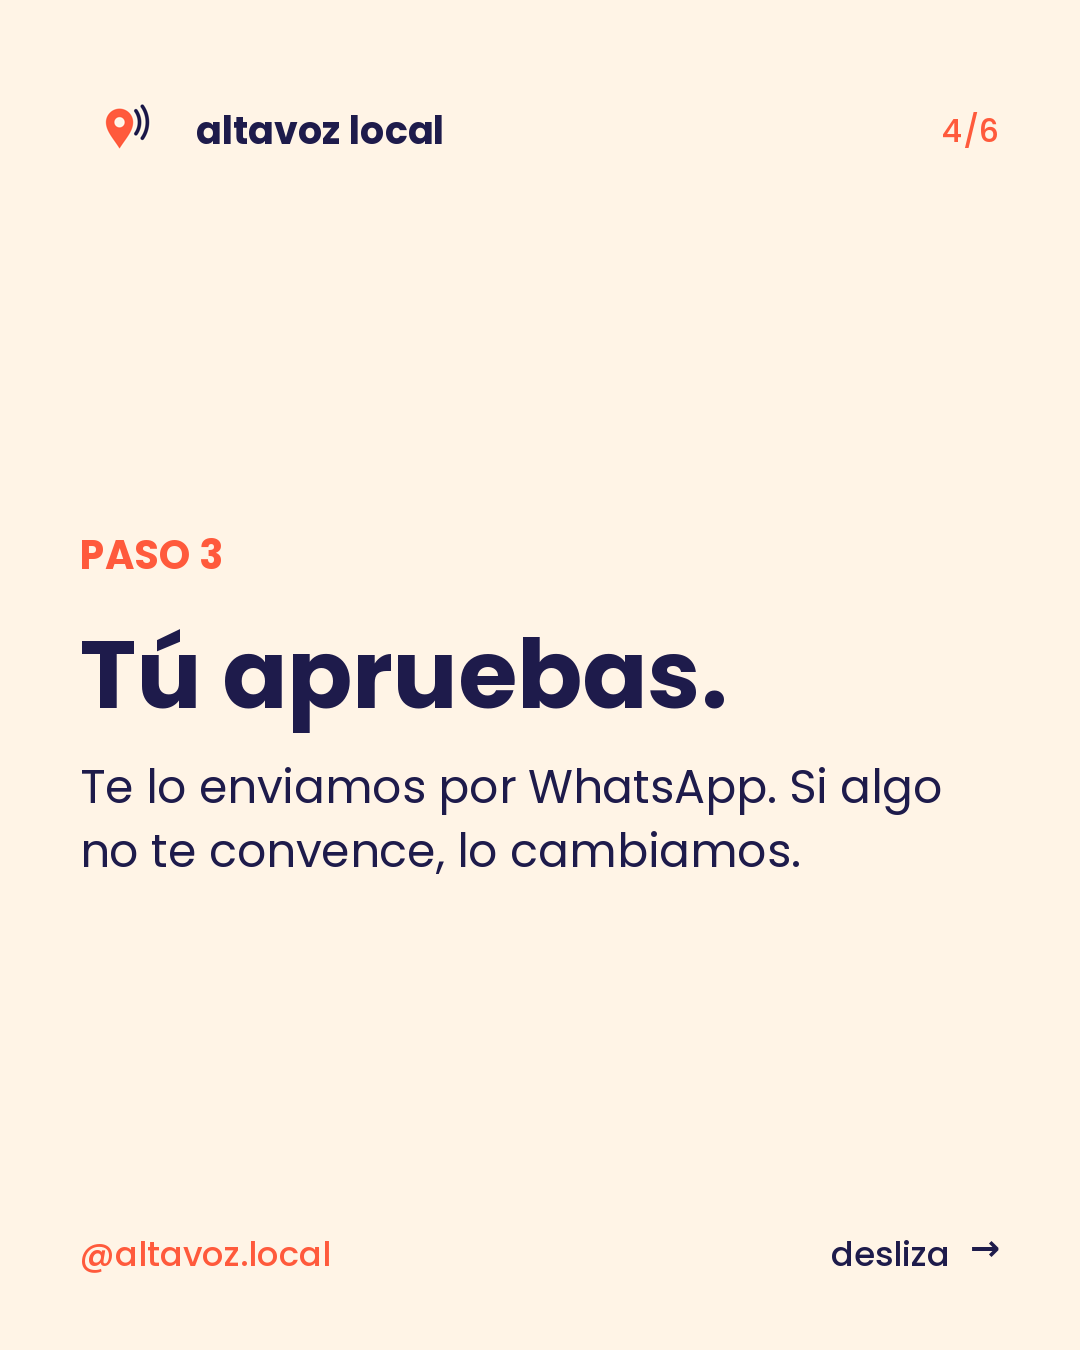 altavoz local
4/6
PASO 3
Tú apruebas.
Te lo enviamos por WhatsApp. Si algo
no te convence, lo cambiamos.
@altavoz.local
desliza →